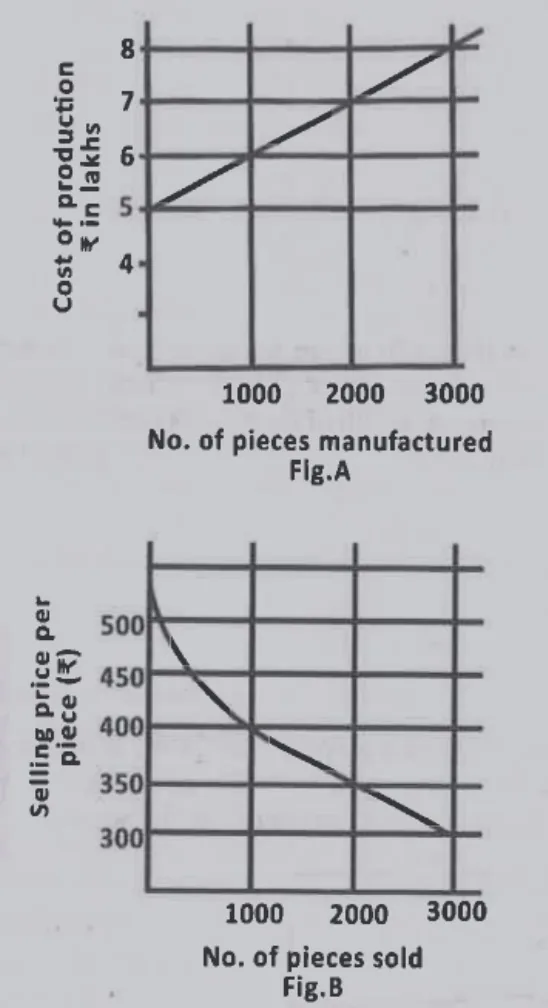 Cost of production
₹ in lakhs
8
7
6
5
4
1000 2000 3000
No. of pieces manufactured
Fig.A
Selling price per
piece (₹)
500
450
400
350
300
1000 2000 3000
No. of pieces sold
Fig.B